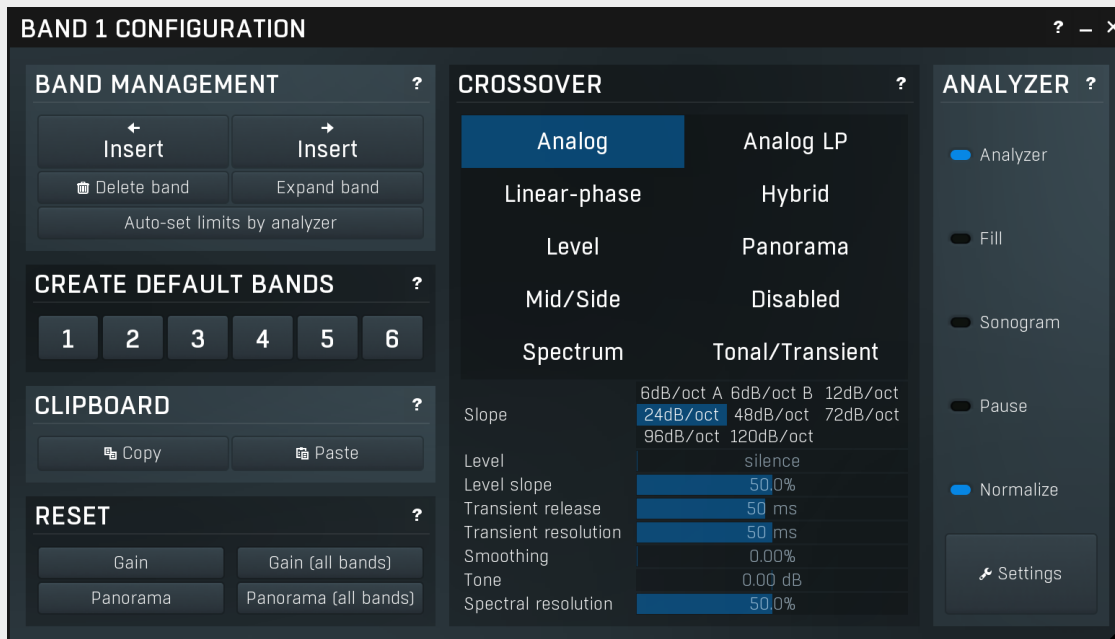 BAND 1 CONFIGURATION ?
BAND MANAGEMENT ?
Insert Insert
Delete band Expand band
Auto-set limits by analyzer
CREATE DEFAULT BANDS ?
1 2 3 4 5 6
CLIPBOARD ?
Copy Paste
RESET ?
Gain Gain (all bands)
Panorama Panorama (all bands)
CROSSOVER ?
Analog Analog LP
Linear-phase Hybrid
Level Panorama
Mid/Side Disabled
Spectrum Tonal/Transient
6dB/oct A 6dB/oct B 12dB/oct
Slope 24dB/oct 48dB/oct 72dB/oct
96dB/oct 120dB/oct
Level silence
Level slope 50.0%
Transient release 50 ms
Transient resolution 50 ms
Smoothing 0.00%
Tone 0.00 dB
Spectral resolution 50.0%
ANALYZER ?
Analyzer
Fill
Sonogram
Pause
Normalize
Settings